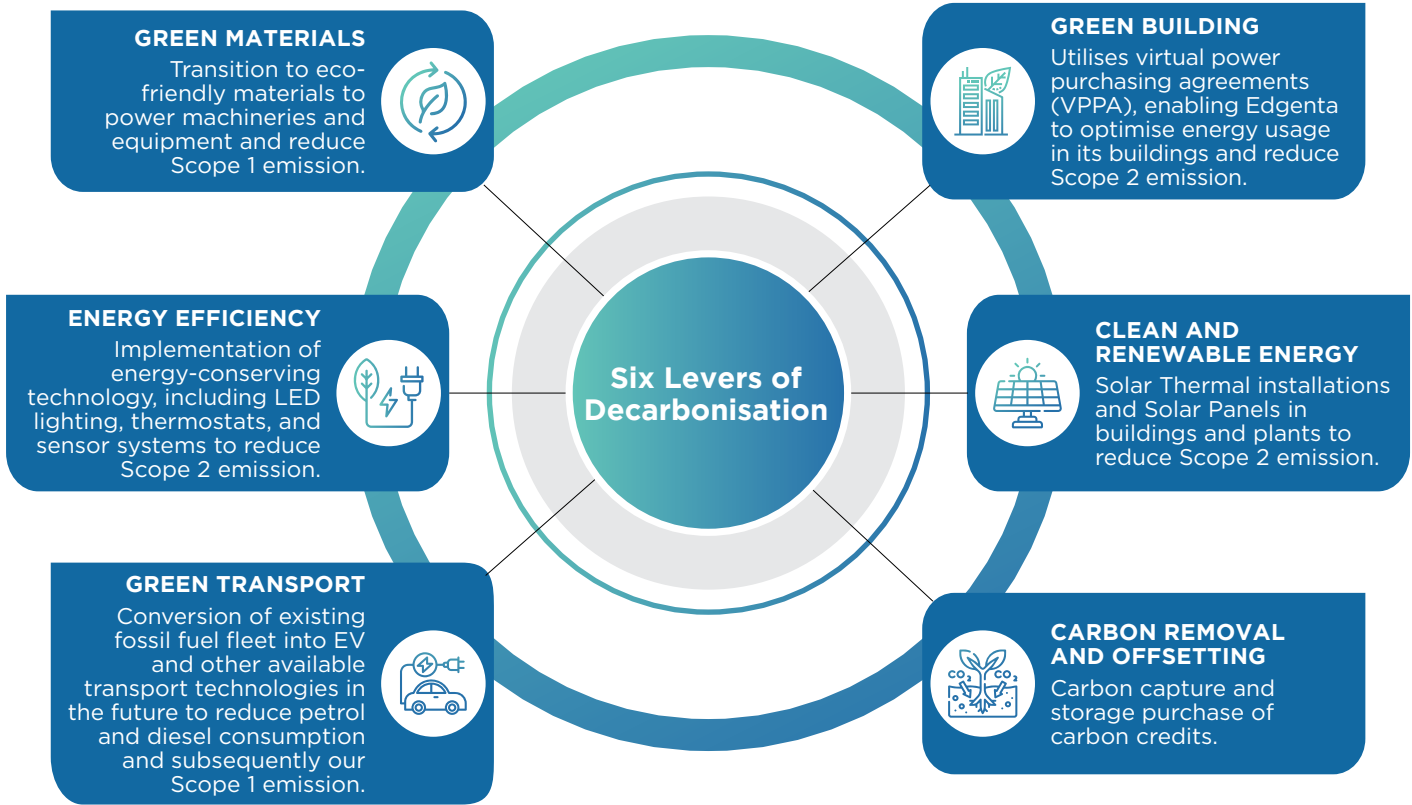 GREEN MATERIALS
Transition to eco-
friendly materials to
power machineries and
equipment and reduce
Scope 1 emission.
GREEN BUILDING
Utilises virtual power
purchasing agreements
(VPPA), enabling Edgenta
to optimise energy usage
in its buildings and reduce
Scope 2 emission.
ENERGY EFFICIENCY
Implementation of
energy-conserving
technology, including LED
lighting, thermostats, and
sensor systems to reduce
Scope 2 emission.
Six Levers of
Decarbonisation
CLEAN AND
RENEWABLE ENERGY
Solar Thermal installations
and Solar Panels in
buildings and plants to
reduce Scope 2 emission.
GREEN TRANSPORT
Conversion of existing
fossil fuel fleet into EV
and other available
transport technologies in
the future to reduce petrol
and diesel consumption
and subsequently our
Scope 1 emission.
CO₂ CO₂
CARBON REMOVAL
AND OFFSETTING
Carbon capture and
storage purchase of
carbon credits.